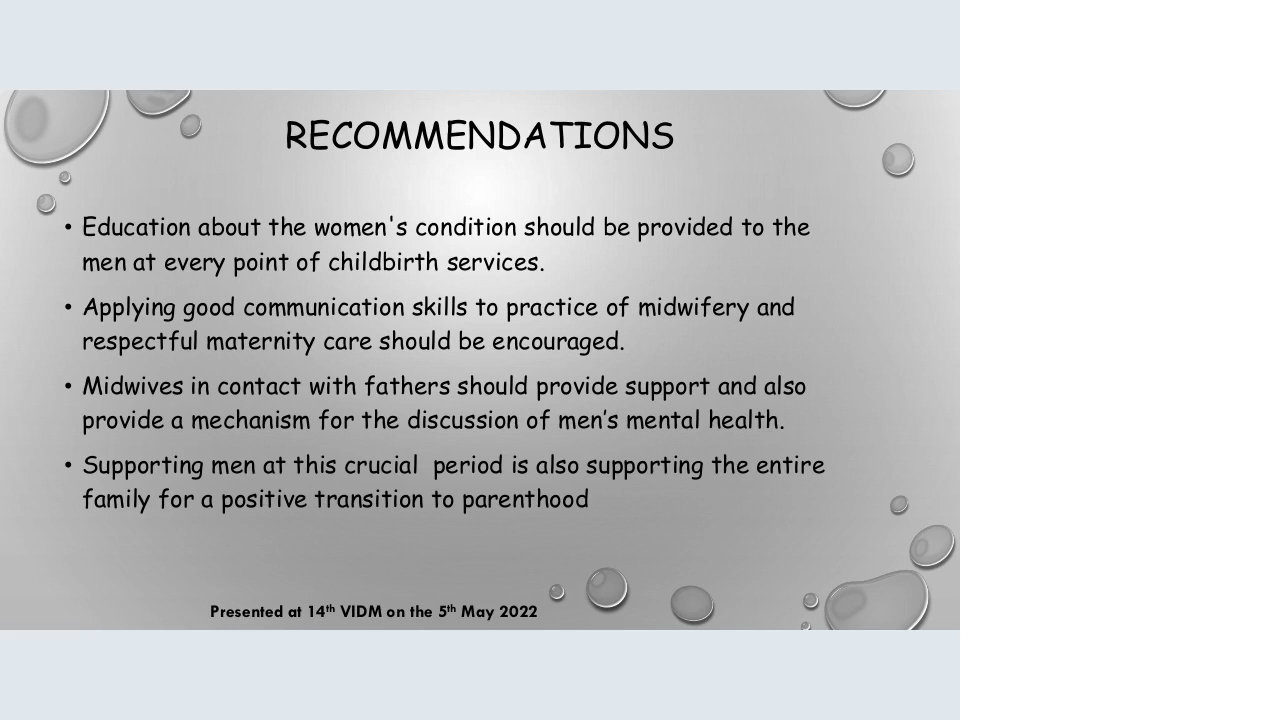 RECOMMENDATIONS
• Education about the women's condition should be provided to the
men at every point of childbirth services.
• Applying good communication skills to practice of midwifery and
respectful maternity care should be encouraged.
• Midwives in contact with fathers should provide support and also
provide a mechanism for the discussion of men’s mental health.
• Supporting men at this crucial  period is also supporting the entire
family for a positive transition to parenthood
Presented at 14th VIDM on the 5th May 2022